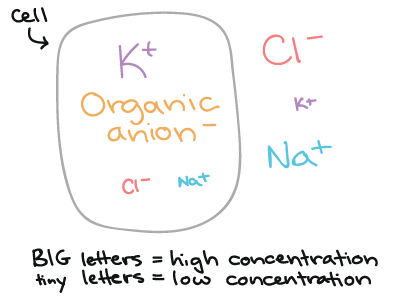 cell
K+
Organic
anion−
Cl−
Na+
Cl−
K+
Na+
BIG letters = high concentration
tiny letters = low concentration